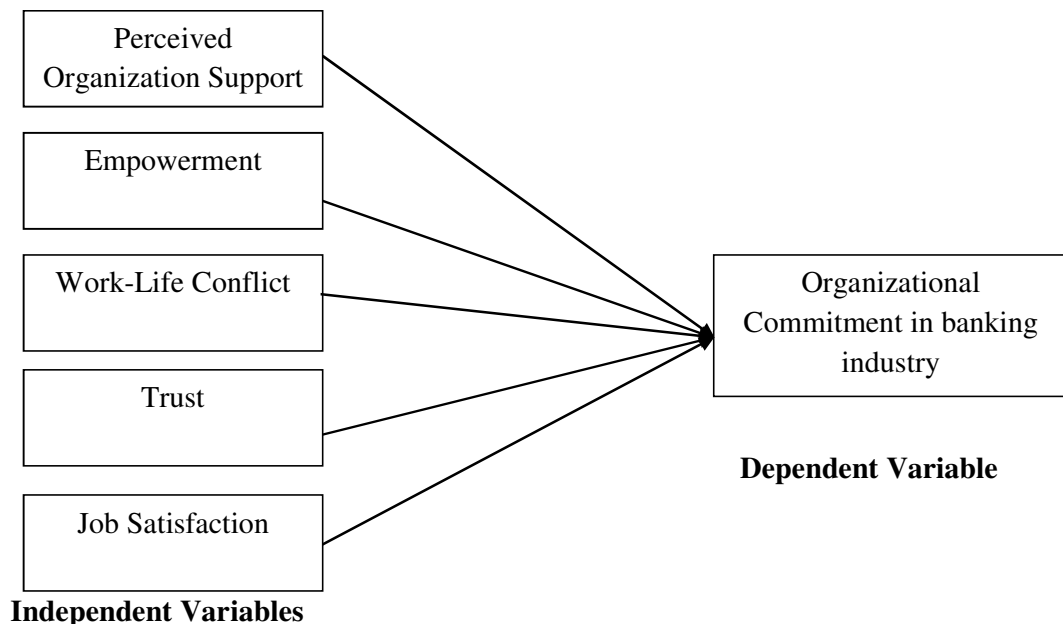 Perceived
Organization Support
Empowerment
Work-Life Conflict
Trust
Job Satisfaction
Independent Variables
Organizational
Commitment in banking
industry
Dependent Variable